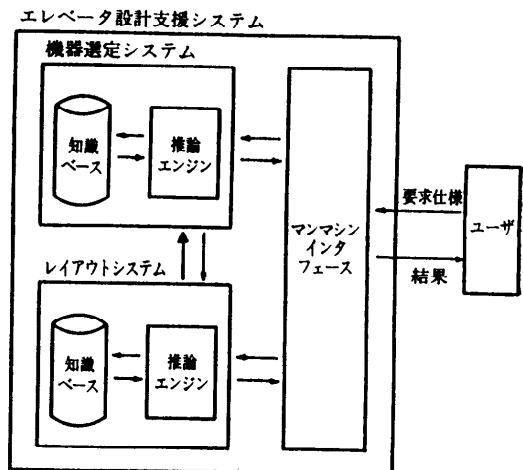 エレベータ設計支援システム
機器選定システム
知識
ベース
推論
エンジン
マンマシン
インタ
フェース
要求仕様
ユーザ
結果
レイアウトシステム
知識
ベース
推論
エンジン